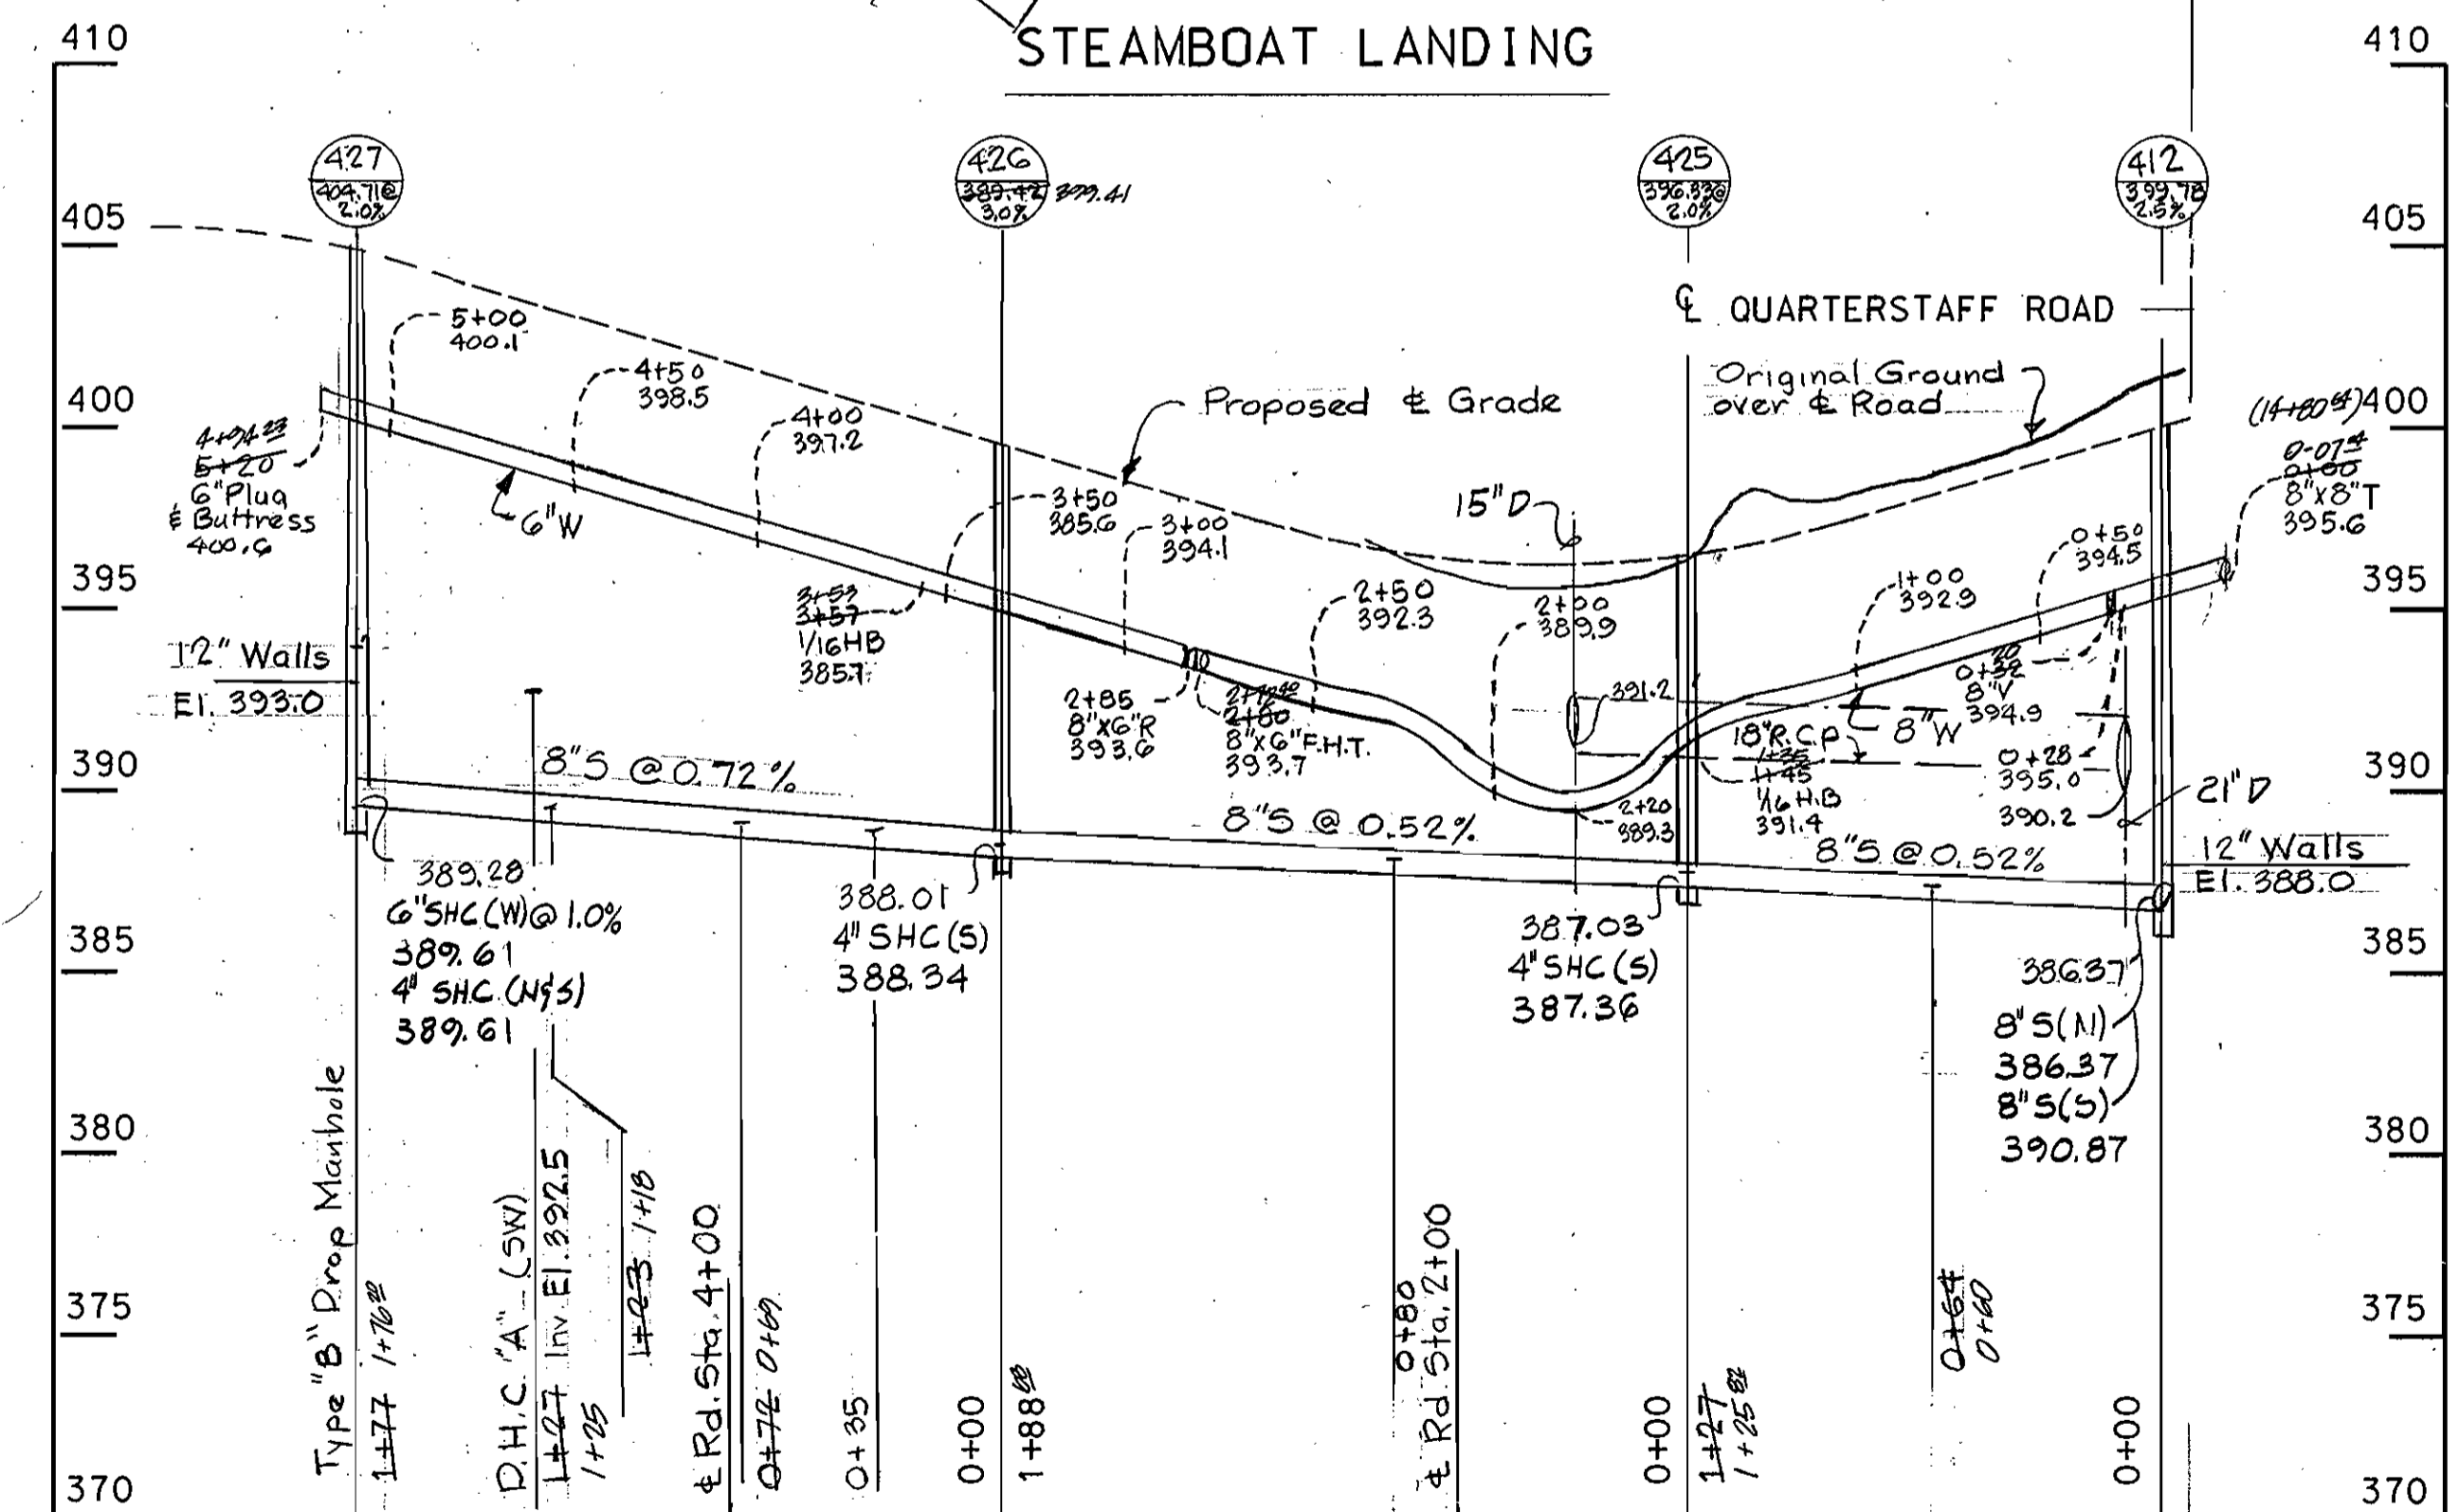 STEAMBOAT LANDING
410
410
427
404.71@
2.0%
426
389.42
3.0%
399.41
425
396.33@
2.0%
412
399.78
2.5%
405
405
℄ QUARTERSTAFF ROAD
5+00
400.1
4+50
398.5
4+00
397.2
Proposed ℄ Grade
Original Ground
over ℄ Road
400
(14+80 64) 400
4+94 23
5+20
6" Plug
& Buttress
400.6
6"W
3+50
385.6
3+00
394.1
15"D
0-07 4
0+00
8"x8"T
395.6
0+50
394.5
395
395
3+53
3+57
1/16 HB
385.7
2+50
392.3
2+00
389.9
1+00
392.9
12" Walls
El. 393.0
2+85
8"x6"R
393.6
2+80
8"x6"F.H.T.
393.7
391.2
20
0+32
8"V
394.9
18"R.C.P.
8"W
1+35
1+45
1/16 H.B
391.4
0+28
395.0
390.2
21"D
390
390
8"S @ 0.72%
8"S @ 0.52%
2+20
389.3
8"S @ 0.52%
12" Walls
El. 388.0
389.28
6"SHC(W)@ 1.0%
389.61
4" SHC (N&S)
389.61
388.01
4" SHC(S)
388.34
387.03
4" SHC (S)
387.36
386.37
8"S(N)
386.37
8"S(S)
390.87
385
385
380
380
375
375
370
370
Type "B" Drop Manhole
1+77 1+76 20
D.H.C. "A" (SW)
1+27 Inv. El. 392.5
1+25
1+23 1+18
℄ Rd. Sta. 4+00
0+72 0+69
0+35
0+00
1+88 00
0+80
℄ Rd. Sta. 2+00
0+00
1+27
1+25 82
0+64
0+60
0+00